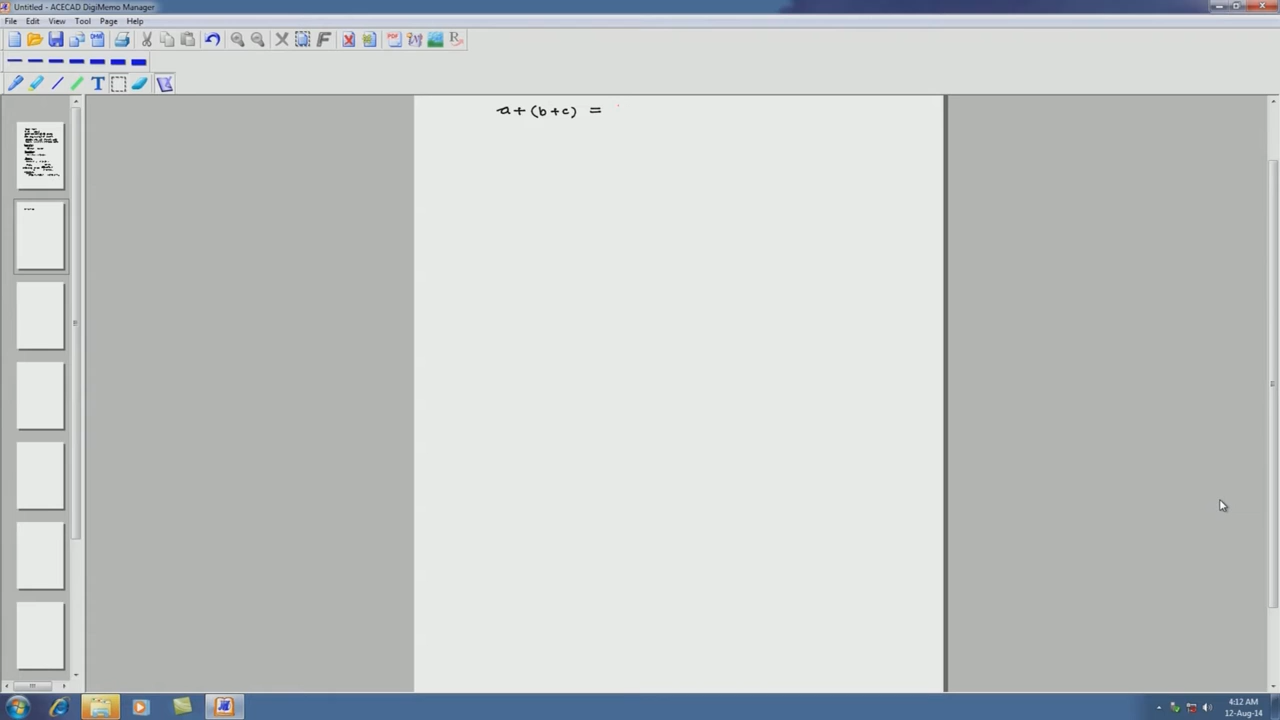 Untitled - ACECAD DigiMemo Manager
File Edit View Tool Page Help
a+(b+c) =
4:12 AM
12-Aug-14